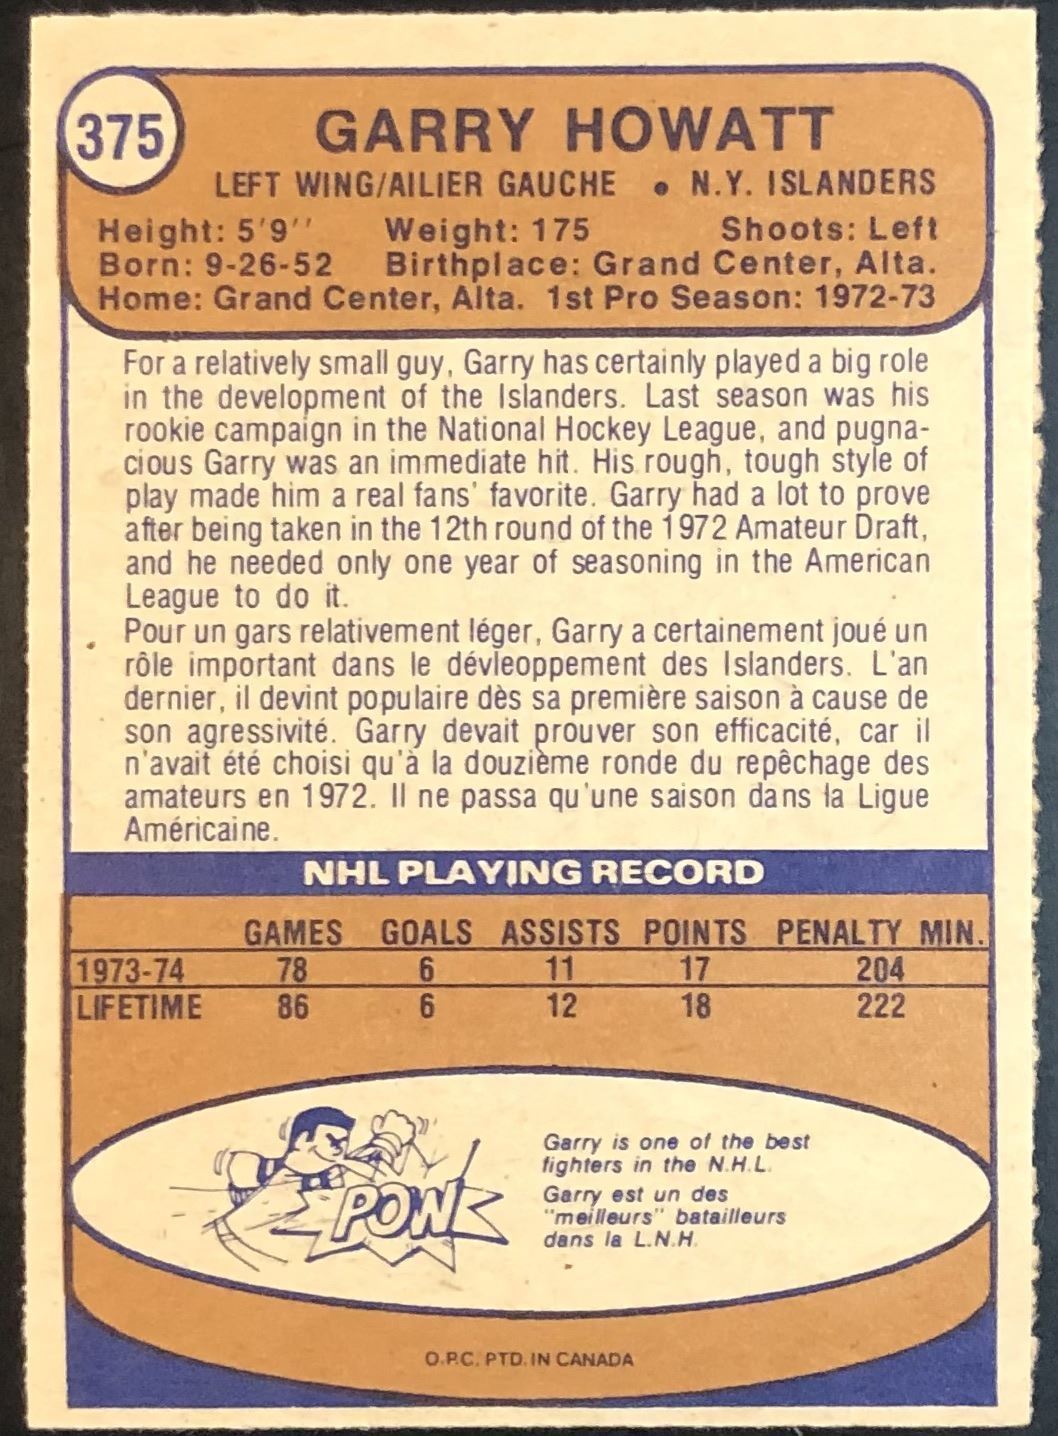 375
GARRY HOWATT
LEFT WING/AILIER GAUCHE • N.Y. ISLANDERS
Height: 5'9'' Weight: 175 Shoots: Left
Born: 9-26-52 Birthplace: Grand Center, Alta.
Home: Grand Center, Alta. 1st Pro Season: 1972-73
For a relatively small guy, Garry has certainly played a big role
in the development of the Islanders. Last season was his
rookie campaign in the National Hockey League, and pugna-
cious Garry was an immediate hit. His rough, tough style of
play made him a real fans' favorite. Garry had a lot to prove
after being taken in the 12th round of the 1972 Amateur Draft,
and he needed only one year of seasoning in the American
League to do it.
Pour un gars relativement léger, Garry a certainement joué un
rôle important dans le dévleoppement des Islanders. L'an
dernier, il devint populaire dès sa première saison à cause de
son agressivité. Garry devait prouver son efficacité, car il
n'avait été choisi qu'à la douzième ronde du repêchage des
amateurs en 1972. Il ne passa qu'une saison dans la Ligue
Américaine.
NHL PLAYING RECORD
GAMES GOALS ASSISTS POINTS PENALTY MIN.
1973-74 78 6 11 17 204
LIFETIME 86 6 12 18 222
POW!
Garry is one of the best
fighters in the N.H.L.
Garry est un des
"meilleurs" batailleurs
dans la L.N.H.
O.P.C. PTD. IN CANADA